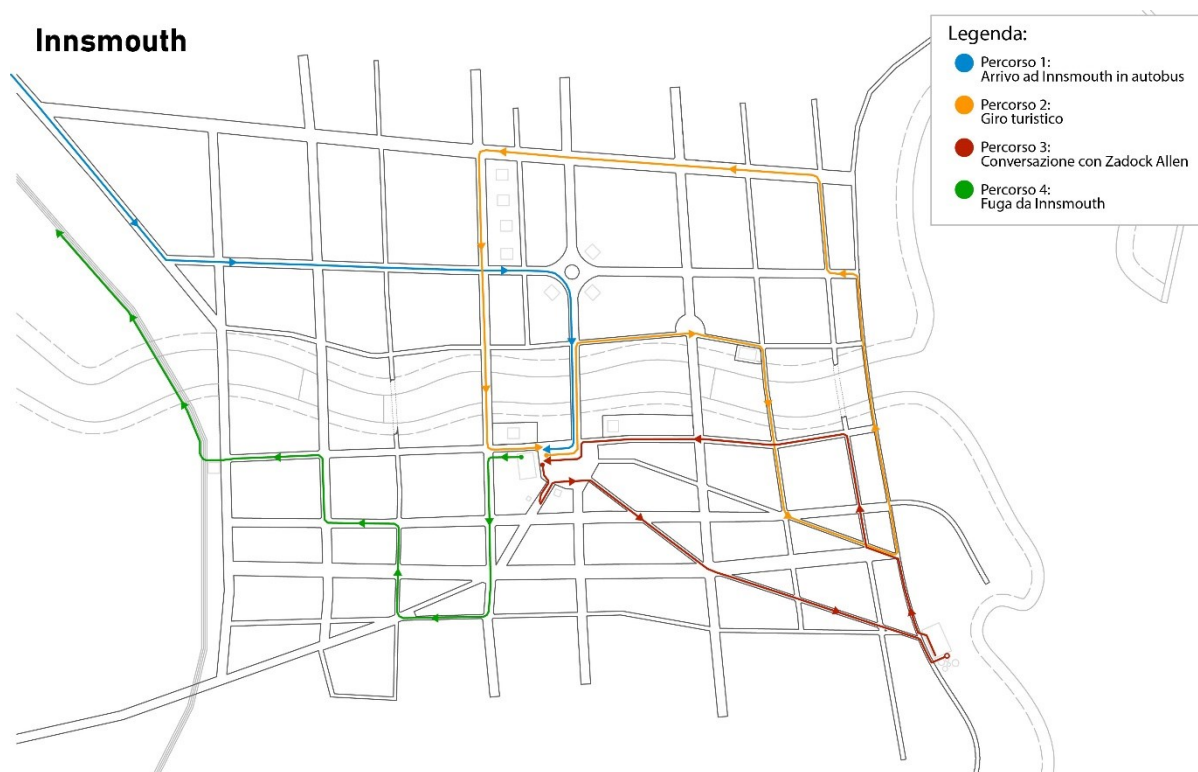 Innsmouth
Legenda:
Percorso 1:
Arrivo ad Innsmouth in autobus
Percorso 2:
Giro turistico
Percorso 3:
Conversazione con Zadock Allen
Percorso 4:
Fuga da Innsmouth